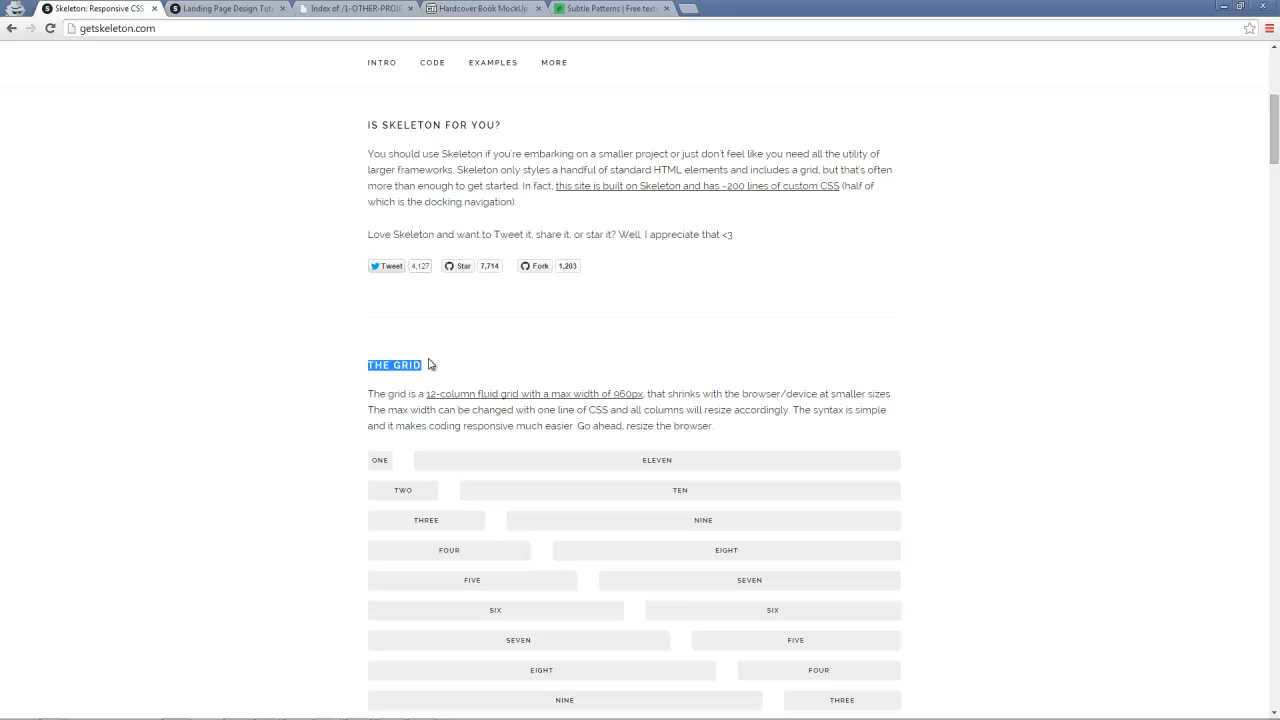 Skeleton: Responsive CSS
Landing Page Design Tut
Index of /1-OTHER-PROJE
Hardcover Book MockUp
Subtle Patterns | Free text
getskeleton.com
INTRO CODE EXAMPLES MORE
IS SKELETON FOR YOU?
You should use Skeleton if you're embarking on a smaller project or just don't feel like you need all the utility of
larger frameworks. Skeleton only styles a handful of standard HTML elements and includes a grid, but that's often
more than enough to get started. In fact, this site is built on Skeleton and has ~200 lines of custom CSS (half of
which is the docking navigation).
Love Skeleton and want to Tweet it, share it, or star it? Well, I appreciate that <3
Tweet 4,127 Star 7,714 Fork 1,203
THE GRID
The grid is a 12-column fluid grid with a max width of 960px, that shrinks with the browser/device at smaller sizes.
The max width can be changed with one line of CSS and all columns will resize accordingly. The syntax is simple
and it makes coding responsive much easier. Go ahead, resize the browser.
ONE ELEVEN
TWO TEN
THREE NINE
FOUR EIGHT
FIVE SEVEN
SIX SIX
SEVEN FIVE
EIGHT FOUR
NINE THREE